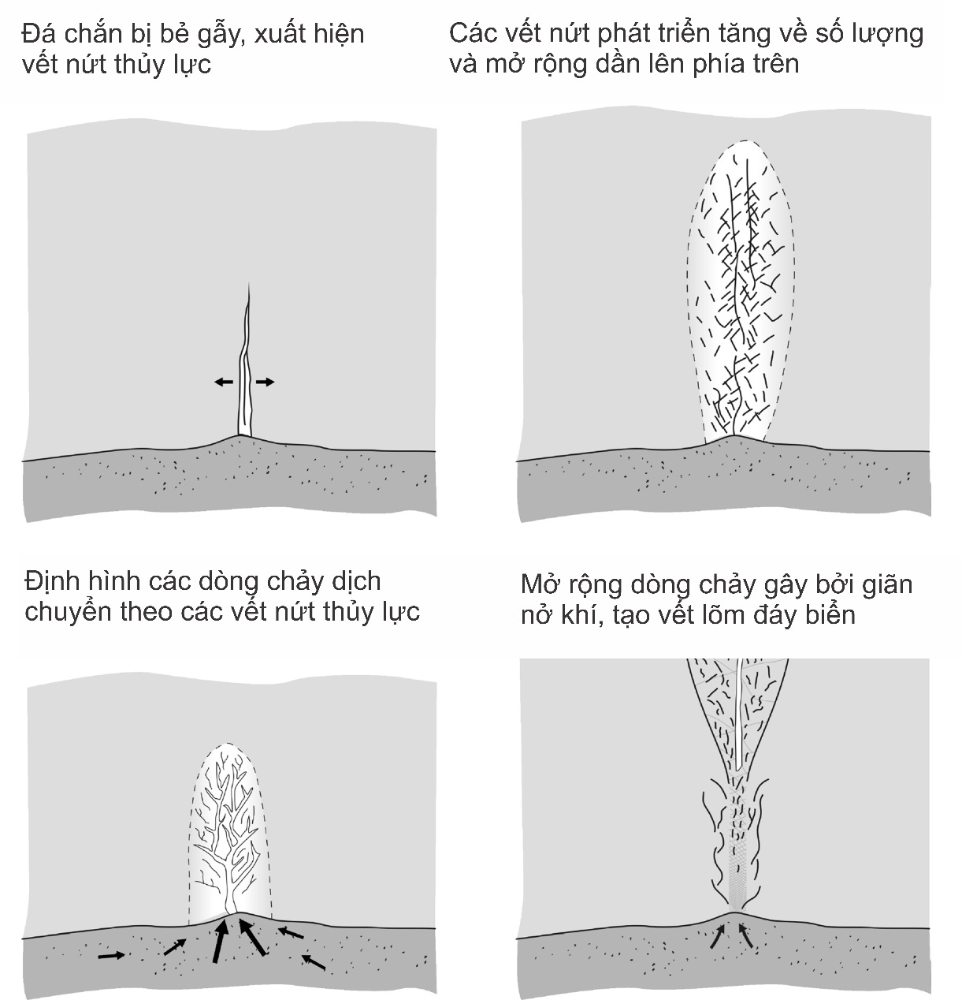 Đá chắn bị bẻ gẫy, xuất hiện
vết nứt thủy lực
Các vết nứt phát triển tăng về số lượng
và mở rộng dần lên phía trên
Định hình các dòng chảy dịch
chuyển theo các vết nứt thủy lực
Mở rộng dòng chảy gây bởi giãn
nở khí, tạo vết lõm đáy biển